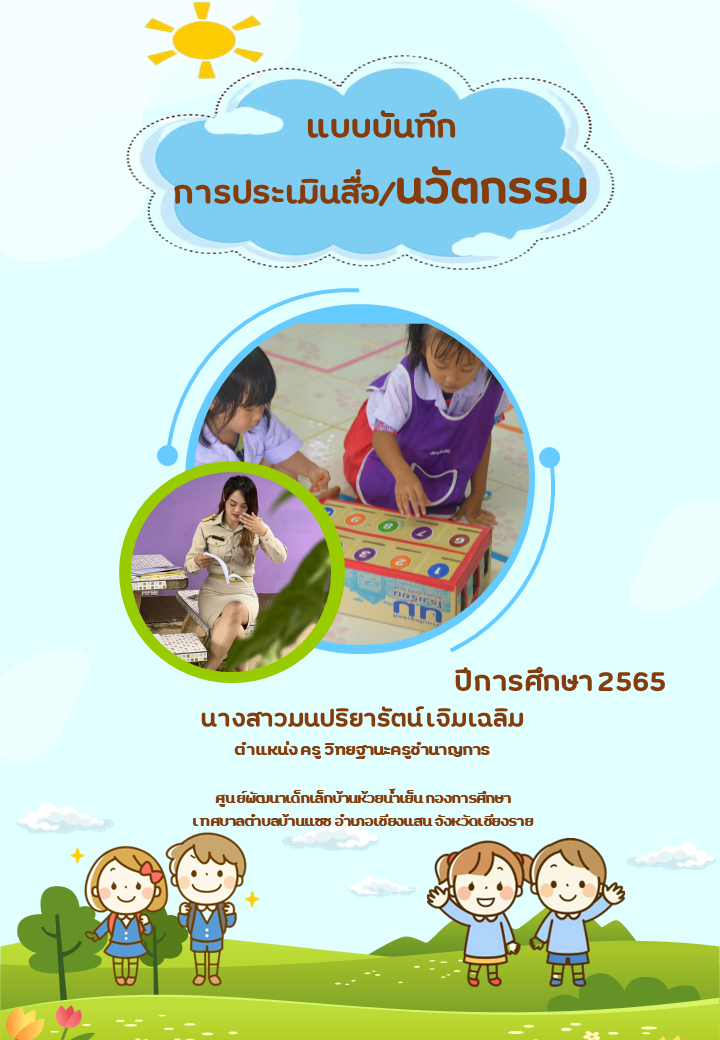 แบบบันทึก
การประเมินสื่อ/นวัตกรรม
ปีการศึกษา 2565
นางสาวมนปริยารัตน์ เจิมเฉลิม
ตำแหน่ง ครู วิทยฐานะครูชำนาญการ
ศูนย์พัฒนาเด็กเล็กบ้านห้วยน้ำเย็น กองการศึกษา
เทศบาลตำบลบ้านแซว อำเภอเชียงแสน จังหวัดเชียงราย